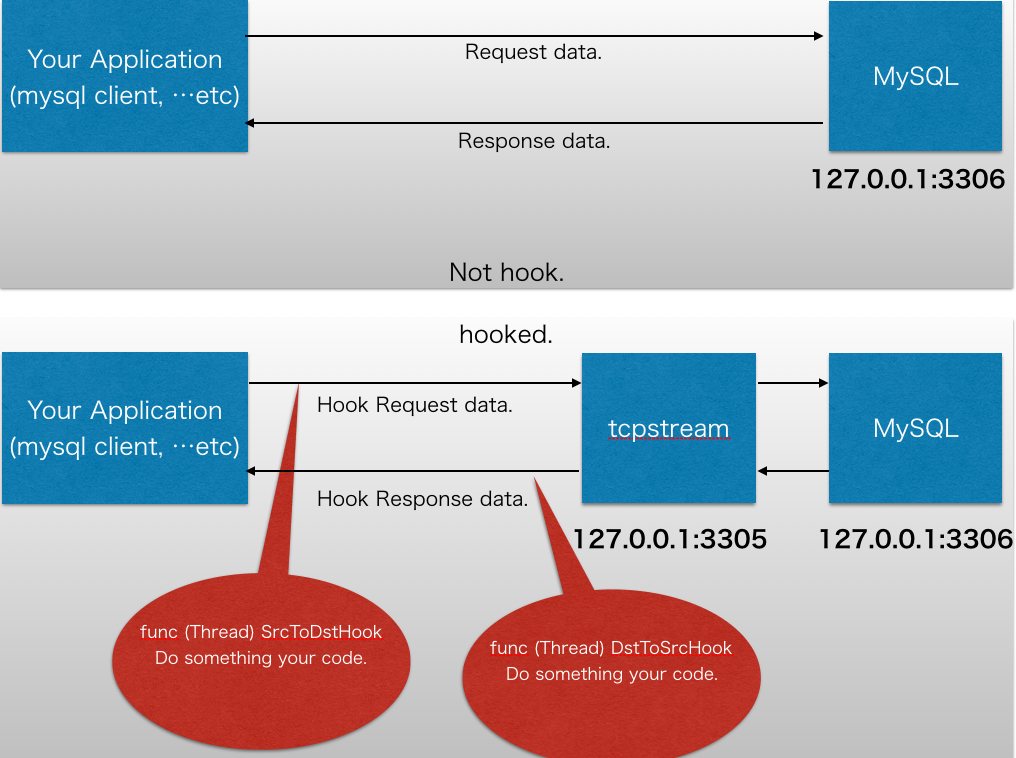 Your Application
(mysql client, …etc)
Request data.
Response data.
MySQL
127.0.0.1:3306
Not hook.
hooked.
Your Application
(mysql client, …etc)
Hook Request data.
Hook Response data.
tcpstream
MySQL
127.0.0.1:3305
127.0.0.1:3306
func (Thread) SrcToDstHook
Do something your code.
func (Thread) DstToSrcHook
Do something your code.